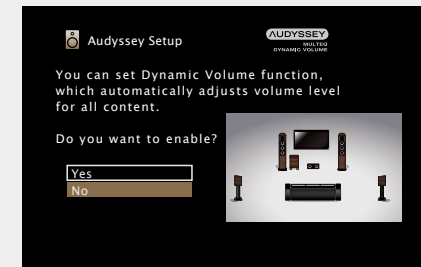 Audyssey Setup
AUDYSSEY
MULTEQ
DYNAMIC VOLUME
You can set Dynamic Volume function,
which automatically adjusts volume level
for all content.
Do you want to enable?
Yes
No